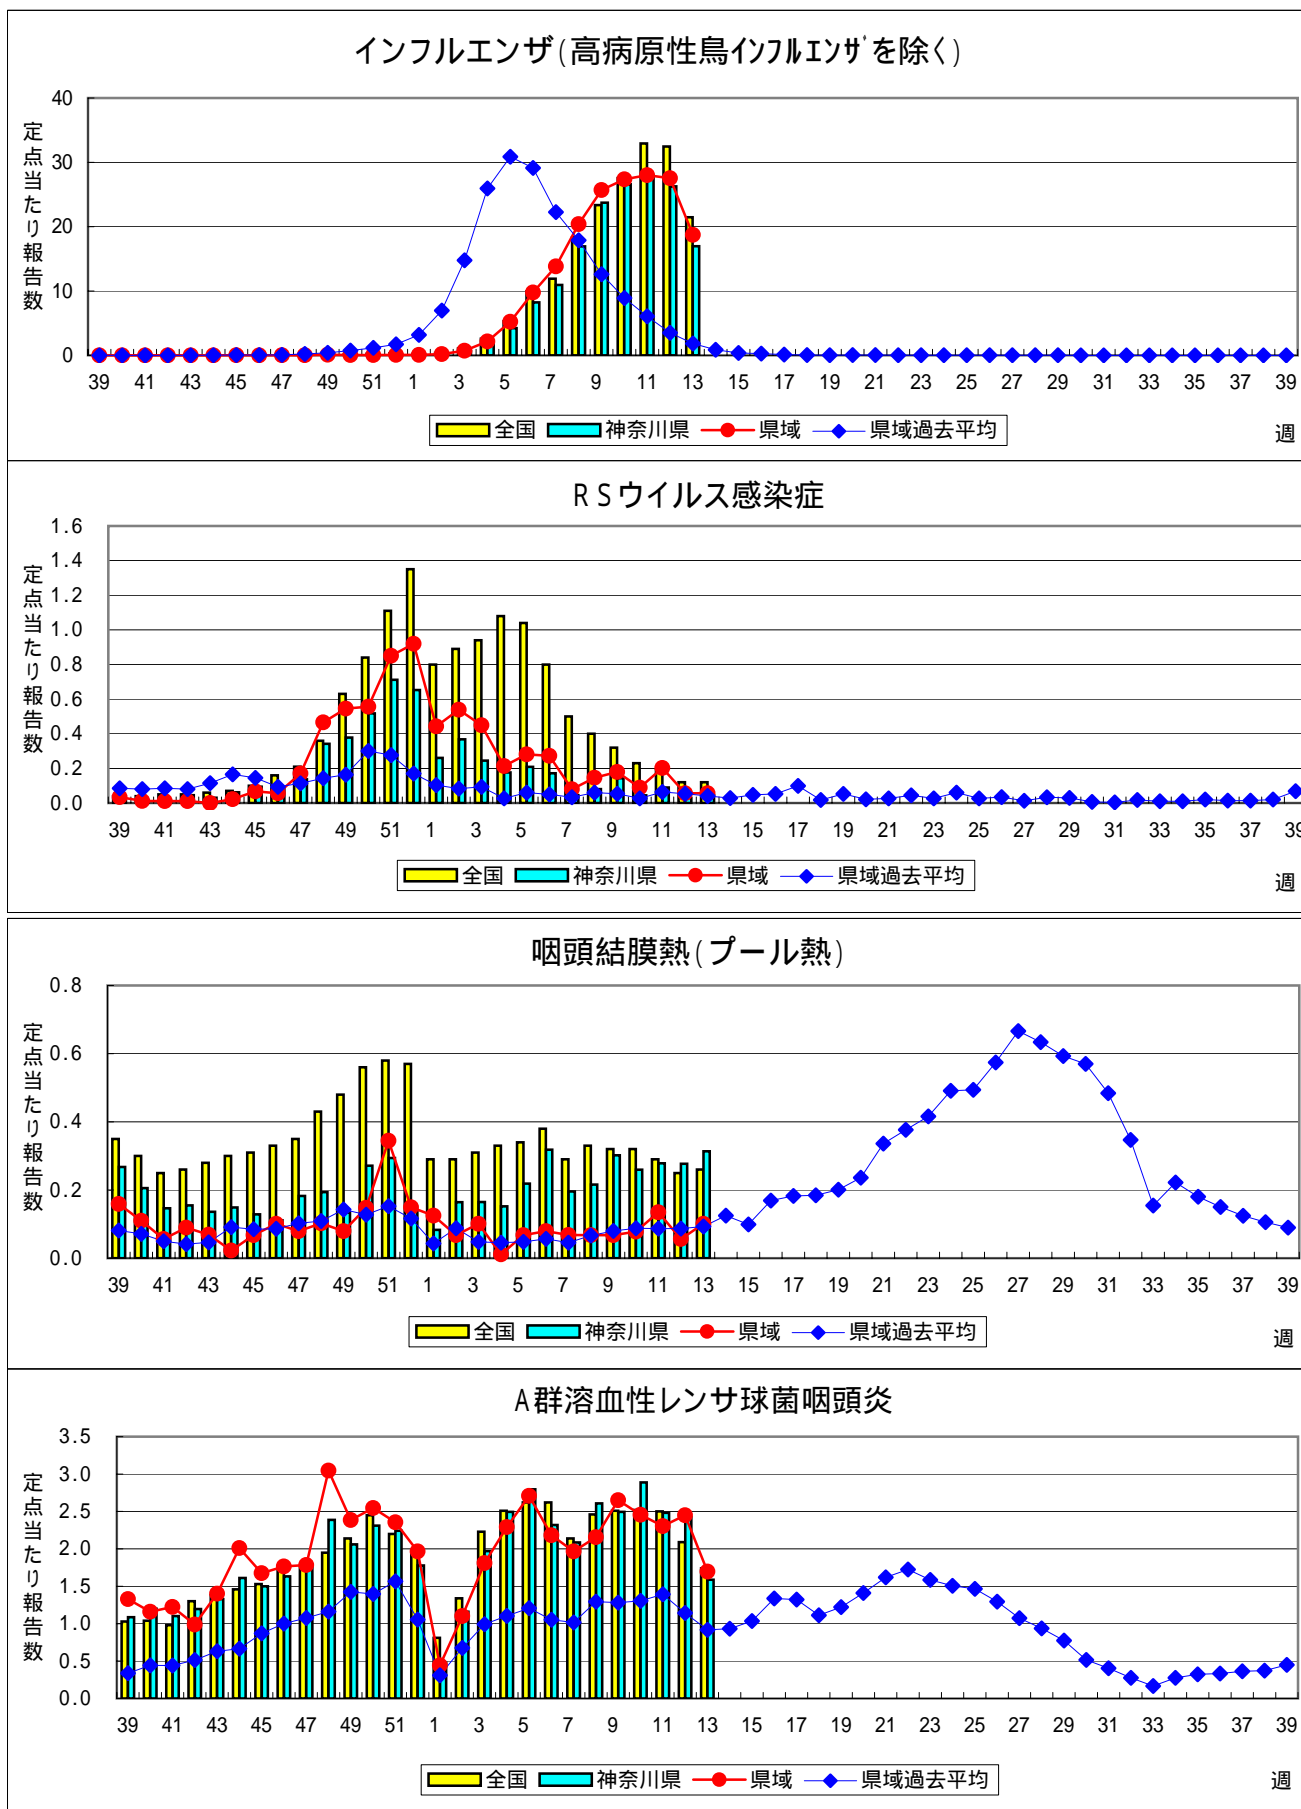 インフルエンザ(高病原性鳥ｲﾝﾌﾙｴﾝｻﾞを除く)
定点当たり報告数
40
30
20
10
0
39 41 43 45 47 49 51 1 3 5 7 9 11 13 15 17 19 21 23 25 27 29 31 33 35 37 39
全国 神奈川県 県域 県域過去平均
週
ＲＳウイルス感染症
定点当たり報告数
1.6
1.4
1.2
1.0
0.8
0.6
0.4
0.2
0.0
39 41 43 45 47 49 51 1 3 5 7 9 11 13 15 17 19 21 23 25 27 29 31 33 35 37 39
全国 神奈川県 県域 県域過去平均
週
咽頭結膜熱(プール熱)
定点当たり報告数
0.8
0.6
0.4
0.2
0.0
39 41 43 45 47 49 51 1 3 5 7 9 11 13 15 17 19 21 23 25 27 29 31 33 35 37 39
全国 神奈川県 県域 県域過去平均
週
A群溶血性レンサ球菌咽頭炎
定点当たり報告数
3.5
3.0
2.5
2.0
1.5
1.0
0.5
0.0
39 41 43 45 47 49 51 1 3 5 7 9 11 13 15 17 19 21 23 25 27 29 31 33 35 37 39
全国 神奈川県 県域 県域過去平均
週